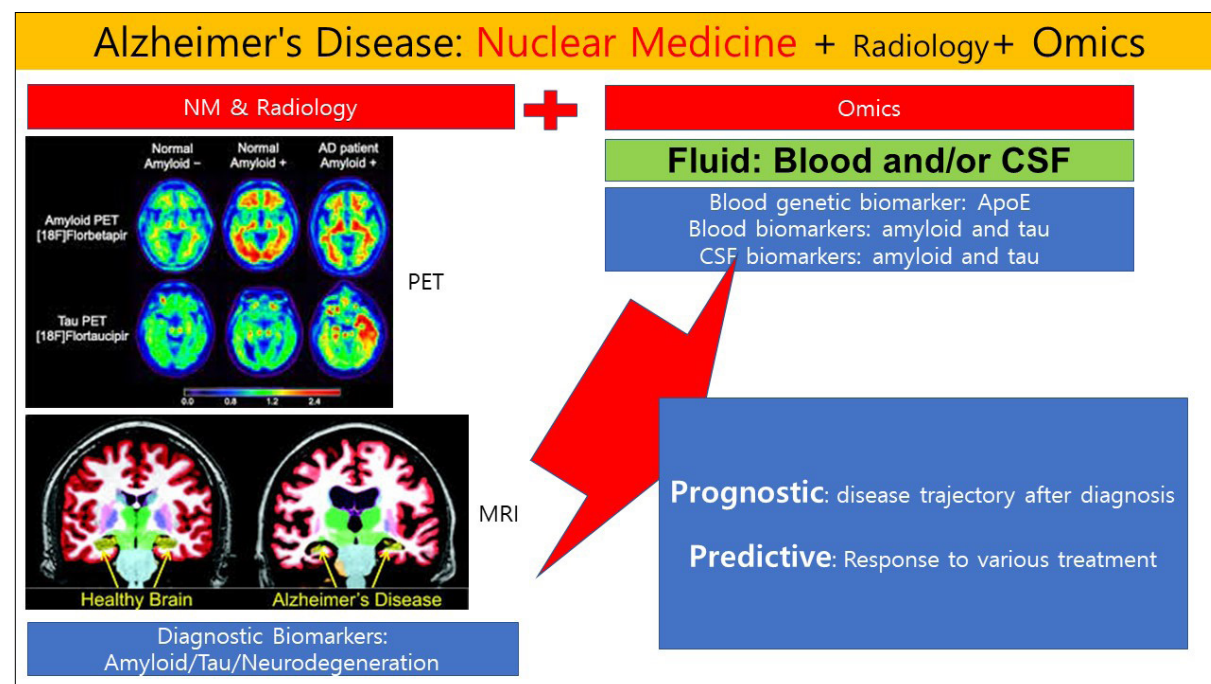 Alzheimer's Disease: Nuclear Medicine + Radiology+ Omics
NM & Radiology
Normal
Amyloid –
Normal
Amyloid +
AD patient
Amyloid +
Amyloid PET
[18F]Florbetapir
Tau PET
[18F]Flortaucipir
0.0 0.8 1.2 2.4
PET
Healthy Brain
Alzheimer's Disease
MRI
Diagnostic Biomarkers:
Amyloid/Tau/Neurodegeneration
Omics
Fluid: Blood and/or CSF
Blood genetic biomarker: ApoE
Blood biomarkers: amyloid and tau
CSF biomarkers: amyloid and tau
Prognostic: disease trajectory after diagnosis
Predictive: Response to various treatment